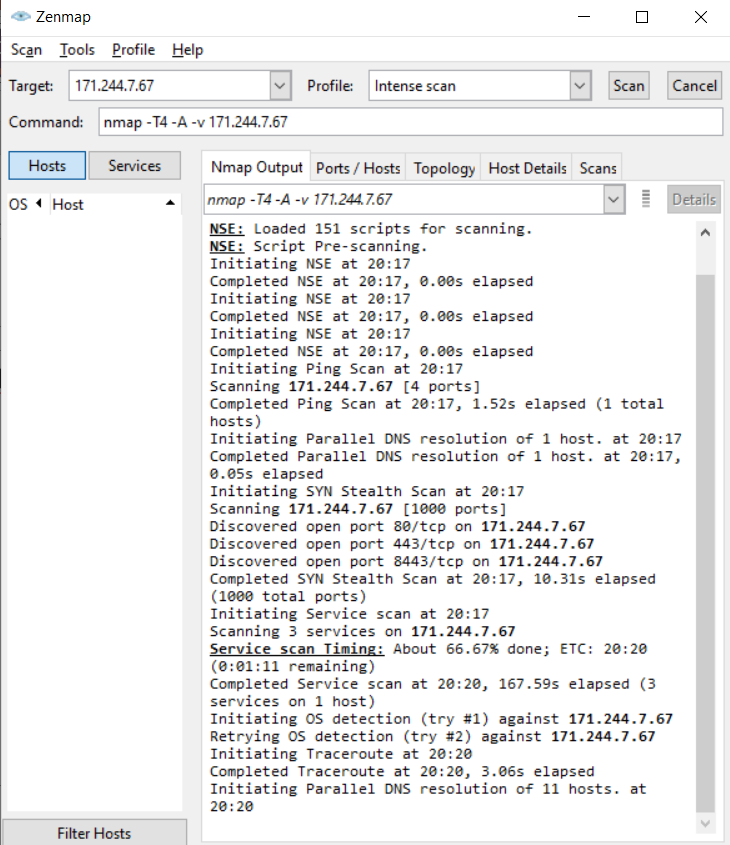 Zenmap
Scan Tools Profile Help
Target: 171.244.7.67 Profile: Intense scan Scan Cancel
Command: nmap -T4 -A -v 171.244.7.67
Hosts Services
Nmap Output Ports / Hosts Topology Host Details Scans
OS Host
nmap -T4 -A -v 171.244.7.67 Details
NSE: Loaded 151 scripts for scanning.
NSE: Script Pre-scanning.
Initiating NSE at 20:17
Completed NSE at 20:17, 0.00s elapsed
Initiating NSE at 20:17
Completed NSE at 20:17, 0.00s elapsed
Initiating NSE at 20:17
Completed NSE at 20:17, 0.00s elapsed
Initiating Ping Scan at 20:17
Scanning 171.244.7.67 [4 ports]
Completed Ping Scan at 20:17, 1.52s elapsed (1 total
hosts)
Initiating Parallel DNS resolution of 1 host. at 20:17
Completed Parallel DNS resolution of 1 host. at 20:17,
0.05s elapsed
Initiating SYN Stealth Scan at 20:17
Scanning 171.244.7.67 [1000 ports]
Discovered open port 80/tcp on 171.244.7.67
Discovered open port 443/tcp on 171.244.7.67
Discovered open port 8443/tcp on 171.244.7.67
Completed SYN Stealth Scan at 20:17, 10.31s elapsed
(1000 total ports)
Initiating Service scan at 20:17
Scanning 3 services on 171.244.7.67
Service scan Timing: About 66.67% done; ETC: 20:20
(0:01:11 remaining)
Completed Service scan at 20:20, 167.59s elapsed (3
services on 1 host)
Initiating OS detection (try #1) against 171.244.7.67
Retrying OS detection (try #2) against 171.244.7.67
Initiating Traceroute at 20:20
Completed Traceroute at 20:20, 3.06s elapsed
Initiating Parallel DNS resolution of 11 hosts. at
20:20
Filter Hosts